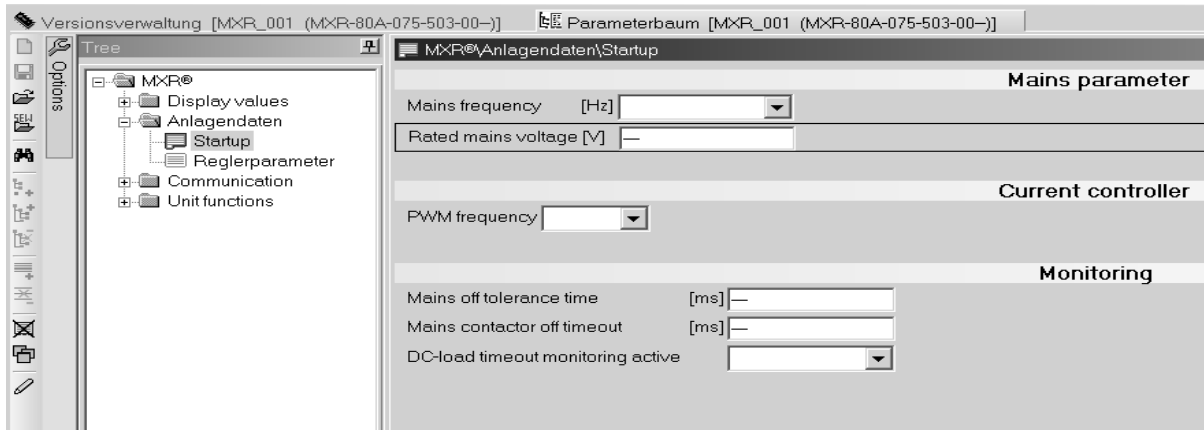 Versionsverwaltung [MXR_001 (MXR-80A-075-503-00--)]
Parameterbaum [MXR_001 (MXR-80A-075-503-00--)]
Options
Tree
MXR®
Display values
Anlagendaten
Startup
Reglerparameter
Communication
Unit functions
MXR®\Anlagendaten\Startup
Mains parameter
Mains frequency [Hz]
Rated mains voltage [V] —
Current controller
PWM frequency
Monitoring
Mains off tolerance time [ms] —
Mains contactor off timeout [ms] —
DC-load timeout monitoring active
SEW